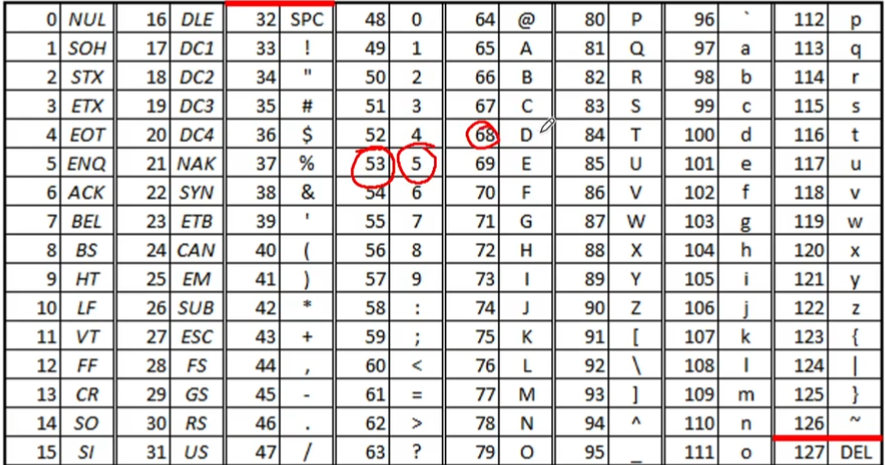 0 NUL 16 DLE 32 SPC 48 0 64 @ 80 P 96 ` 112 p
1 SOH 17 DC1 33 ! 49 1 65 A 81 Q 97 a 113 q
2 STX 18 DC2 34 " 50 2 66 B 82 R 98 b 114 r
3 ETX 19 DC3 35 # 51 3 67 C 83 S 99 c 115 s
4 EOT 20 DC4 36 $ 52 4 68 D 84 T 100 d 116 t
5 ENQ 21 NAK 37 % 53 5 69 E 85 U 101 e 117 u
6 ACK 22 SYN 38 & 54 6 70 F 86 V 102 f 118 v
7 BEL 23 ETB 39 ' 55 7 71 G 87 W 103 g 119 w
8 BS 24 CAN 40 ( 56 8 72 H 88 X 104 h 120 x
9 HT 25 EM 41 ) 57 9 73 I 89 Y 105 i 121 y
10 LF 26 SUB 42 * 58 : 74 J 90 Z 106 j 122 z
11 VT 27 ESC 43 + 59 ; 75 K 91 [ 107 k 123 {
12 FF 28 FS 44 , 60 < 76 L 92 \ 108 l 124 |
13 CR 29 GS 45 - 61 = 77 M 93 ] 109 m 125 }
14 SO 30 RS 46 . 62 > 78 N 94 ^ 110 n 126 ~
15 SI 31 US 47 / 63 ? 79 O 95 _ 111 o 127 DEL